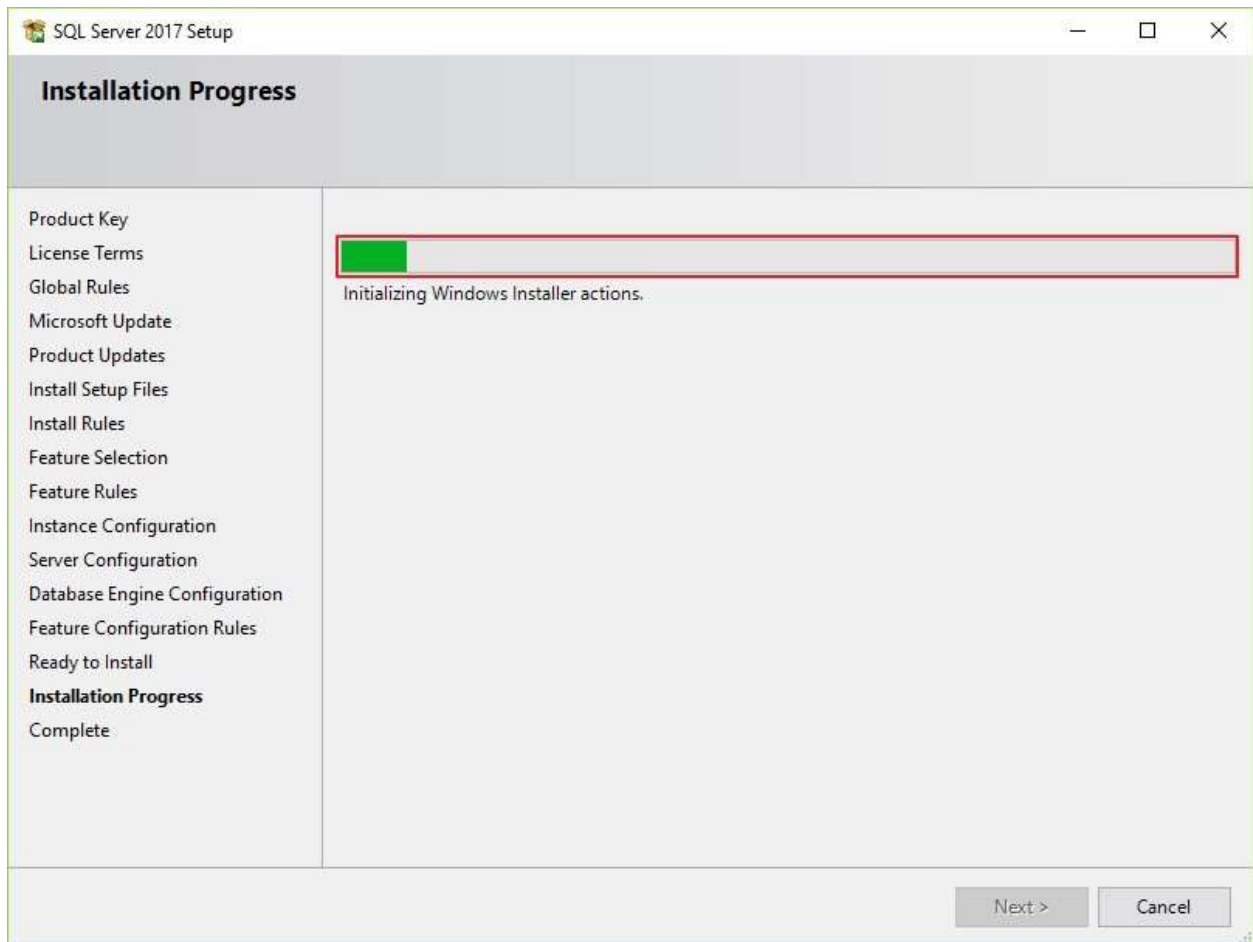 SQL Server 2017 Setup
Installation Progress
Product Key
License Terms
Global Rules
Microsoft Update
Product Updates
Install Setup Files
Install Rules
Feature Selection
Feature Rules
Instance Configuration
Server Configuration
Database Engine Configuration
Feature Configuration Rules
Ready to Install
Installation Progress
Complete
Initializing Windows Installer actions.
Next >
Cancel